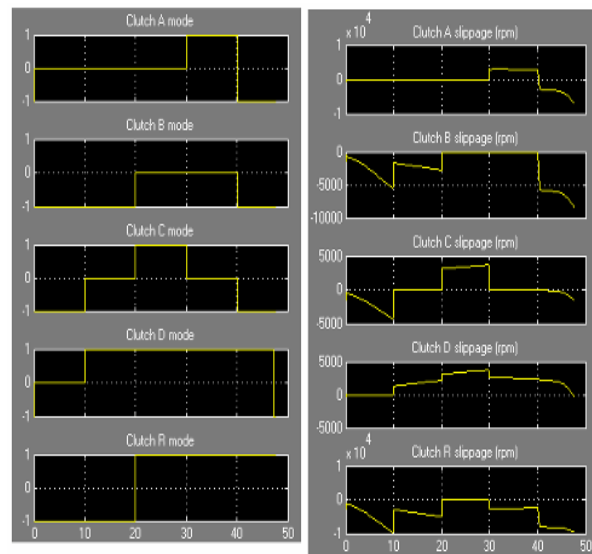 Clutch A mode
1
0
-1
Clutch B mode
1
0
-1
Clutch C mode
1
0
-1
Clutch D mode
1
0
-1
Clutch R mode
1
0
-1
0 10 20 30 40 50
x 10^4 Clutch A slippage (rpm)
1
0
-1
Clutch B slippage (rpm)
0
-5000
-10000
Clutch C slippage (rpm)
5000
0
-5000
Clutch D slippage (rpm)
5000
0
-5000
x 10^4 Clutch R slippage (rpm)
1
0
-1
0 10 20 30 40 50